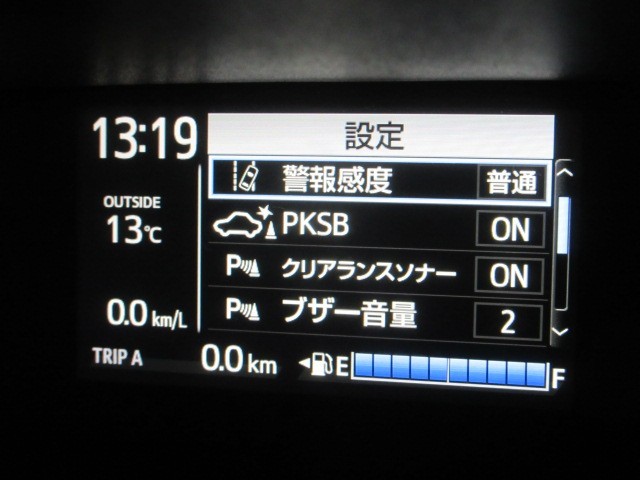 13:19
設定
警報感度 普通
OUTSIDE
13℃
PKSB ON
P クリアランスソナー ON
0.0 km/L
P ブザー音量 2
TRIP A 0.0 km E F